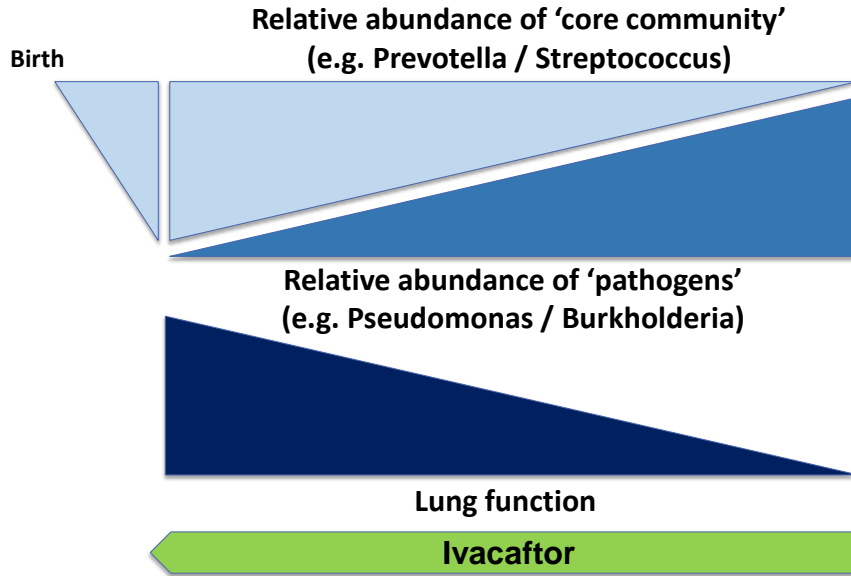 Relative abundance of ‘core community’
(e.g. Prevotella / Streptococcus)
Birth
Relative abundance of ‘pathogens’
(e.g. Pseudomonas / Burkholderia)
Lung function
Ivacaftor